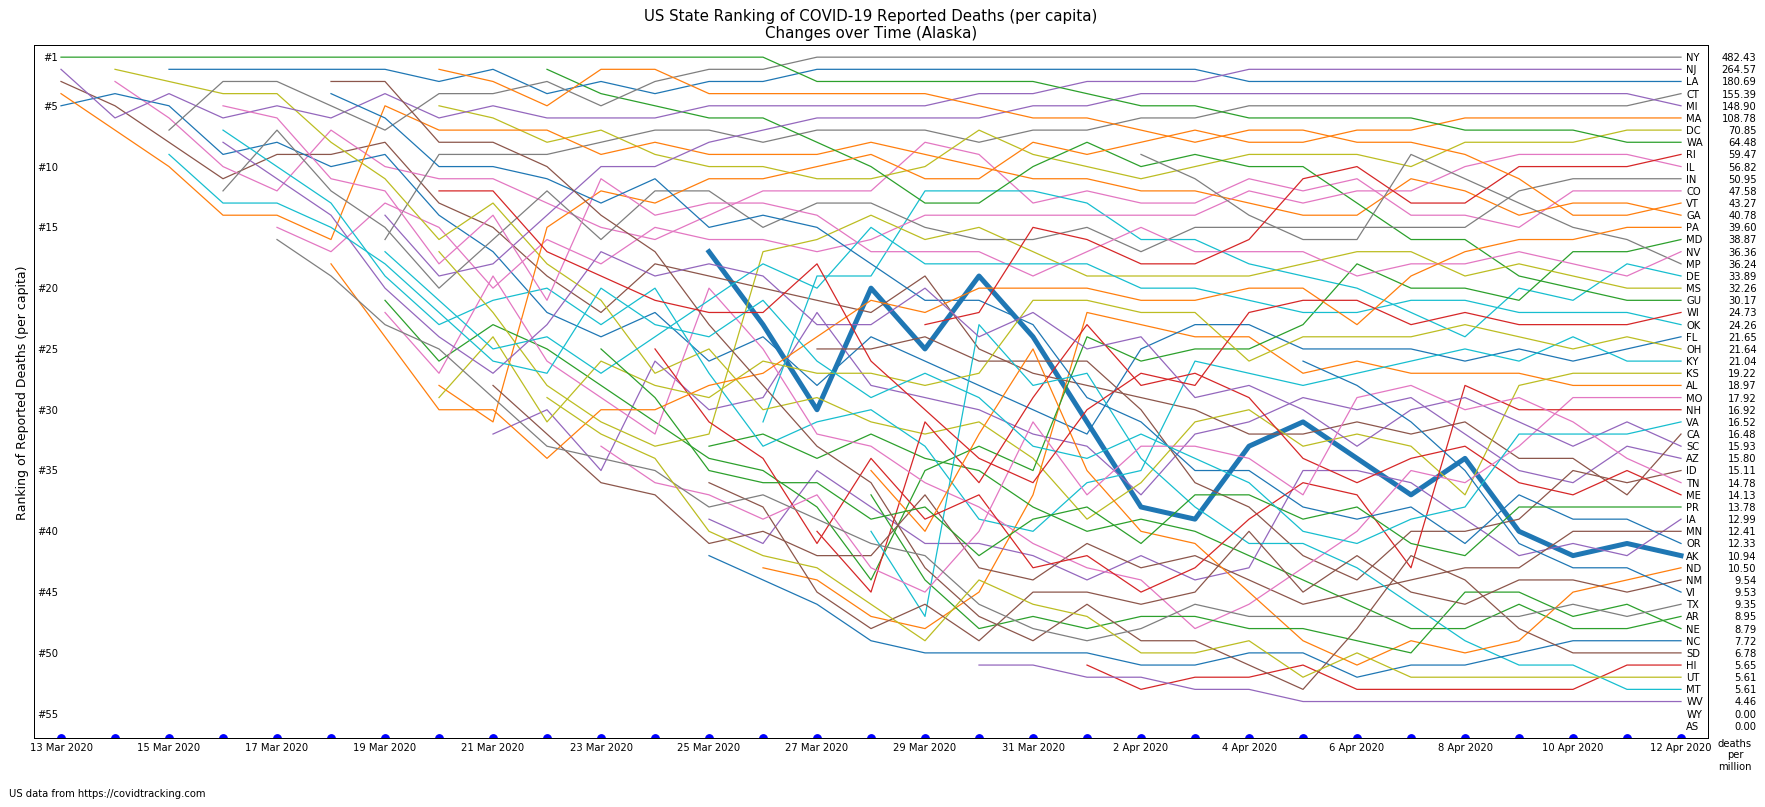 US State Ranking of COVID-19 Reported Deaths (per capita)
Changes over Time (Alaska)
Ranking of Reported Deaths (per capita)
#1
#5
#10
#15
#20
#25
#30
#35
#40
#45
#50
#55
NY 482.43
NJ 264.57
LA 180.69
CT 155.39
MI 148.90
MA 108.78
DC 70.85
WA 64.48
RI 59.47
IL 56.82
IN 50.95
CO 47.58
VT 43.27
GA 40.78
PA 39.60
MD 38.87
NV 36.36
MP 36.24
DE 33.89
MS 32.26
GU 30.17
WI 24.73
OK 24.26
FL 21.65
OH 21.64
KY 21.04
KS 19.22
AL 18.97
MO 17.92
NH 16.92
VA 16.52
CA 16.48
SC 15.93
AZ 15.80
ID 15.11
TN 14.78
ME 14.13
PR 13.78
IA 12.99
MN 12.41
OR 12.33
AK 10.94
ND 10.50
NM 9.54
VI 9.53
TX 9.35
AR 8.95
NE 8.79
NC 7.72
SD 6.78
HI 5.65
UT 5.61
MT 5.61
WV 4.46
WY 0.00
AS 0.00
13 Mar 2020 15 Mar 2020 17 Mar 2020 19 Mar 2020 21 Mar 2020 23 Mar 2020 25 Mar 2020 27 Mar 2020 29 Mar 2020 31 Mar 2020 2 Apr 2020 4 Apr 2020 6 Apr 2020 8 Apr 2020 10 Apr 2020 12 Apr 2020
deaths
per
million
US data from https://covidtracking.com